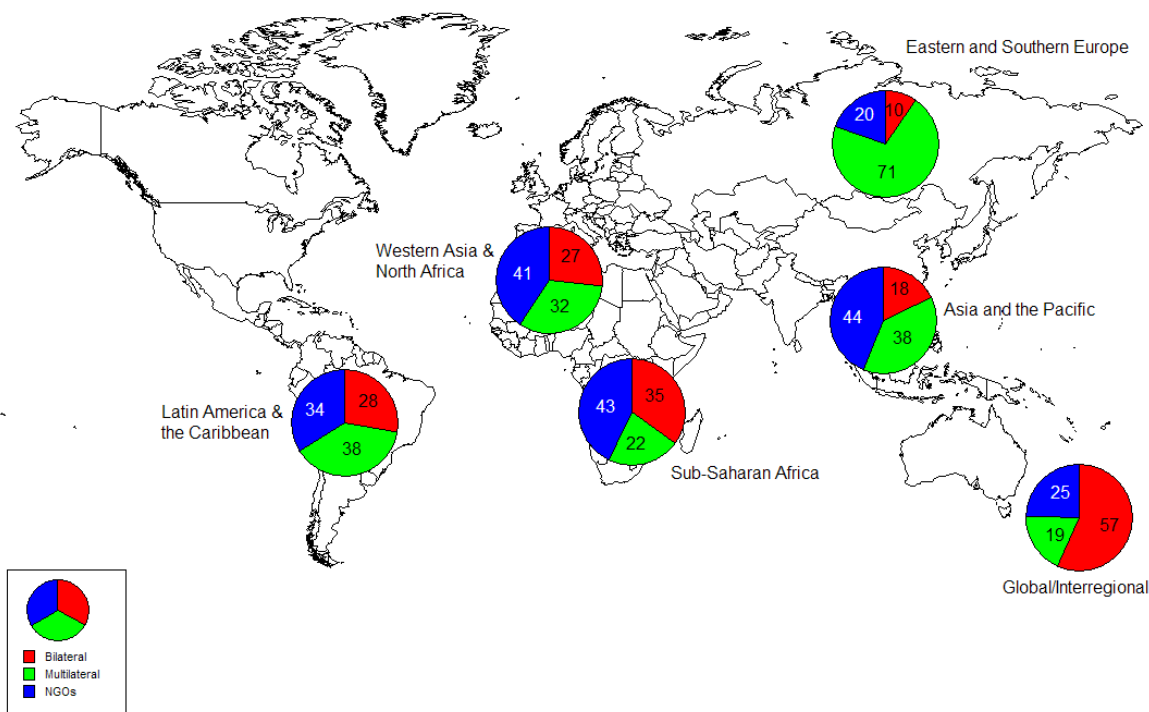 Eastern and Southern Europe
20
10
71
Western Asia &
North Africa
41
27
32
18
44
38
Asia and the Pacific
Latin America &
the Caribbean
34
28
38
43
35
22
Sub-Saharan Africa
25
57
19
Global/Interregional
Bilateral
Multilateral
NGOs